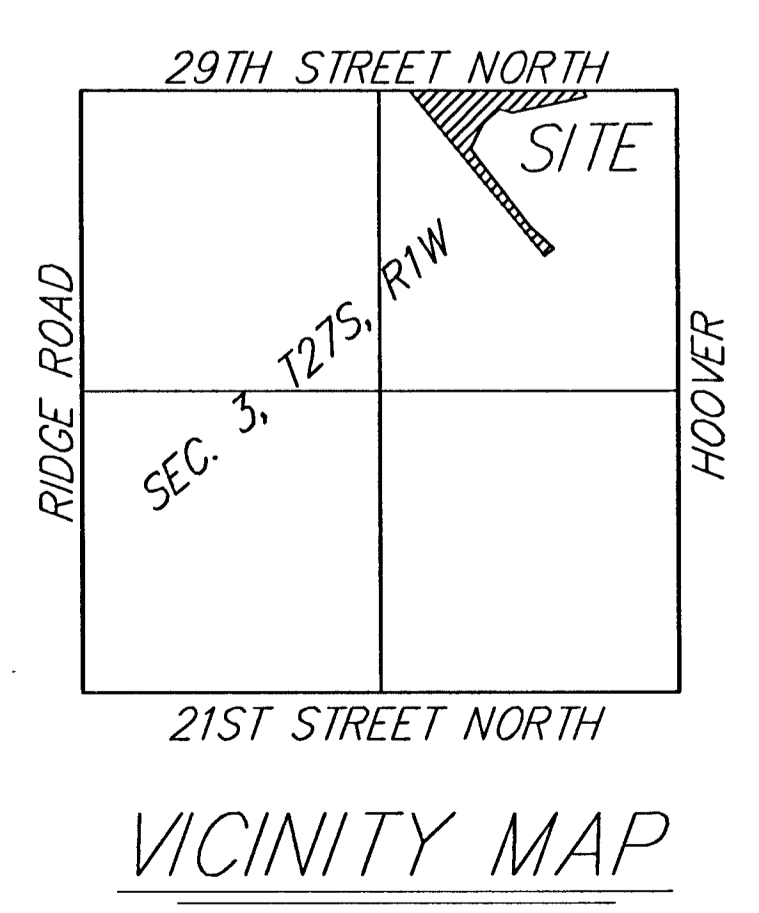 29TH STREET NORTH
SITE
RIDGE ROAD
SEC. 3, T27S, R1W
HOOVER
21ST STREET NORTH
VICINITY MAP